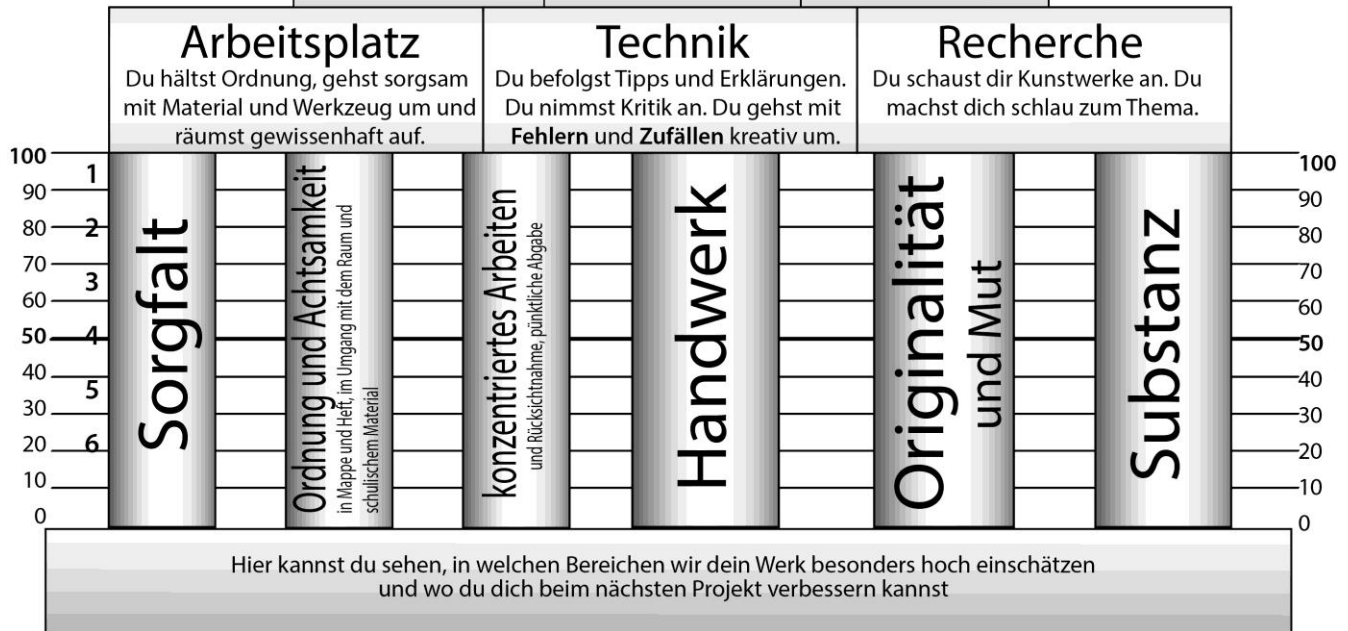 Arbeitsplatz
Du hältst Ordnung, gehst sorgsam
mit Material und Werkzeug um und
räumst gewissenhaft auf.
Technik
Du befolgst Tipps und Erklärungen.
Du nimmst Kritik an. Du gehst mit
Fehlern und Zufällen kreativ um.
Recherche
Du schaust dir Kunstwerke an. Du
machst dich schlau zum Thema.
100
90
80
70
60
50
40
30
20
10
0
1
2
3
4
5
6
Sorgfalt
Ordnung und Achtsamkeit
in Mappe und Heft, im Umgang mit dem Raum und
schulischem Material
konzentriertes Arbeiten
und Rücksichtnahme, pünktliche Abgabe
Handwerk
Originalität
und Mut
Substanz
100
90
80
70
60
50
40
30
20
10
0
Hier kannst du sehen, in welchen Bereichen wir dein Werk besonders hoch einschätzen
und wo du dich beim nächsten Projekt verbessern kannst